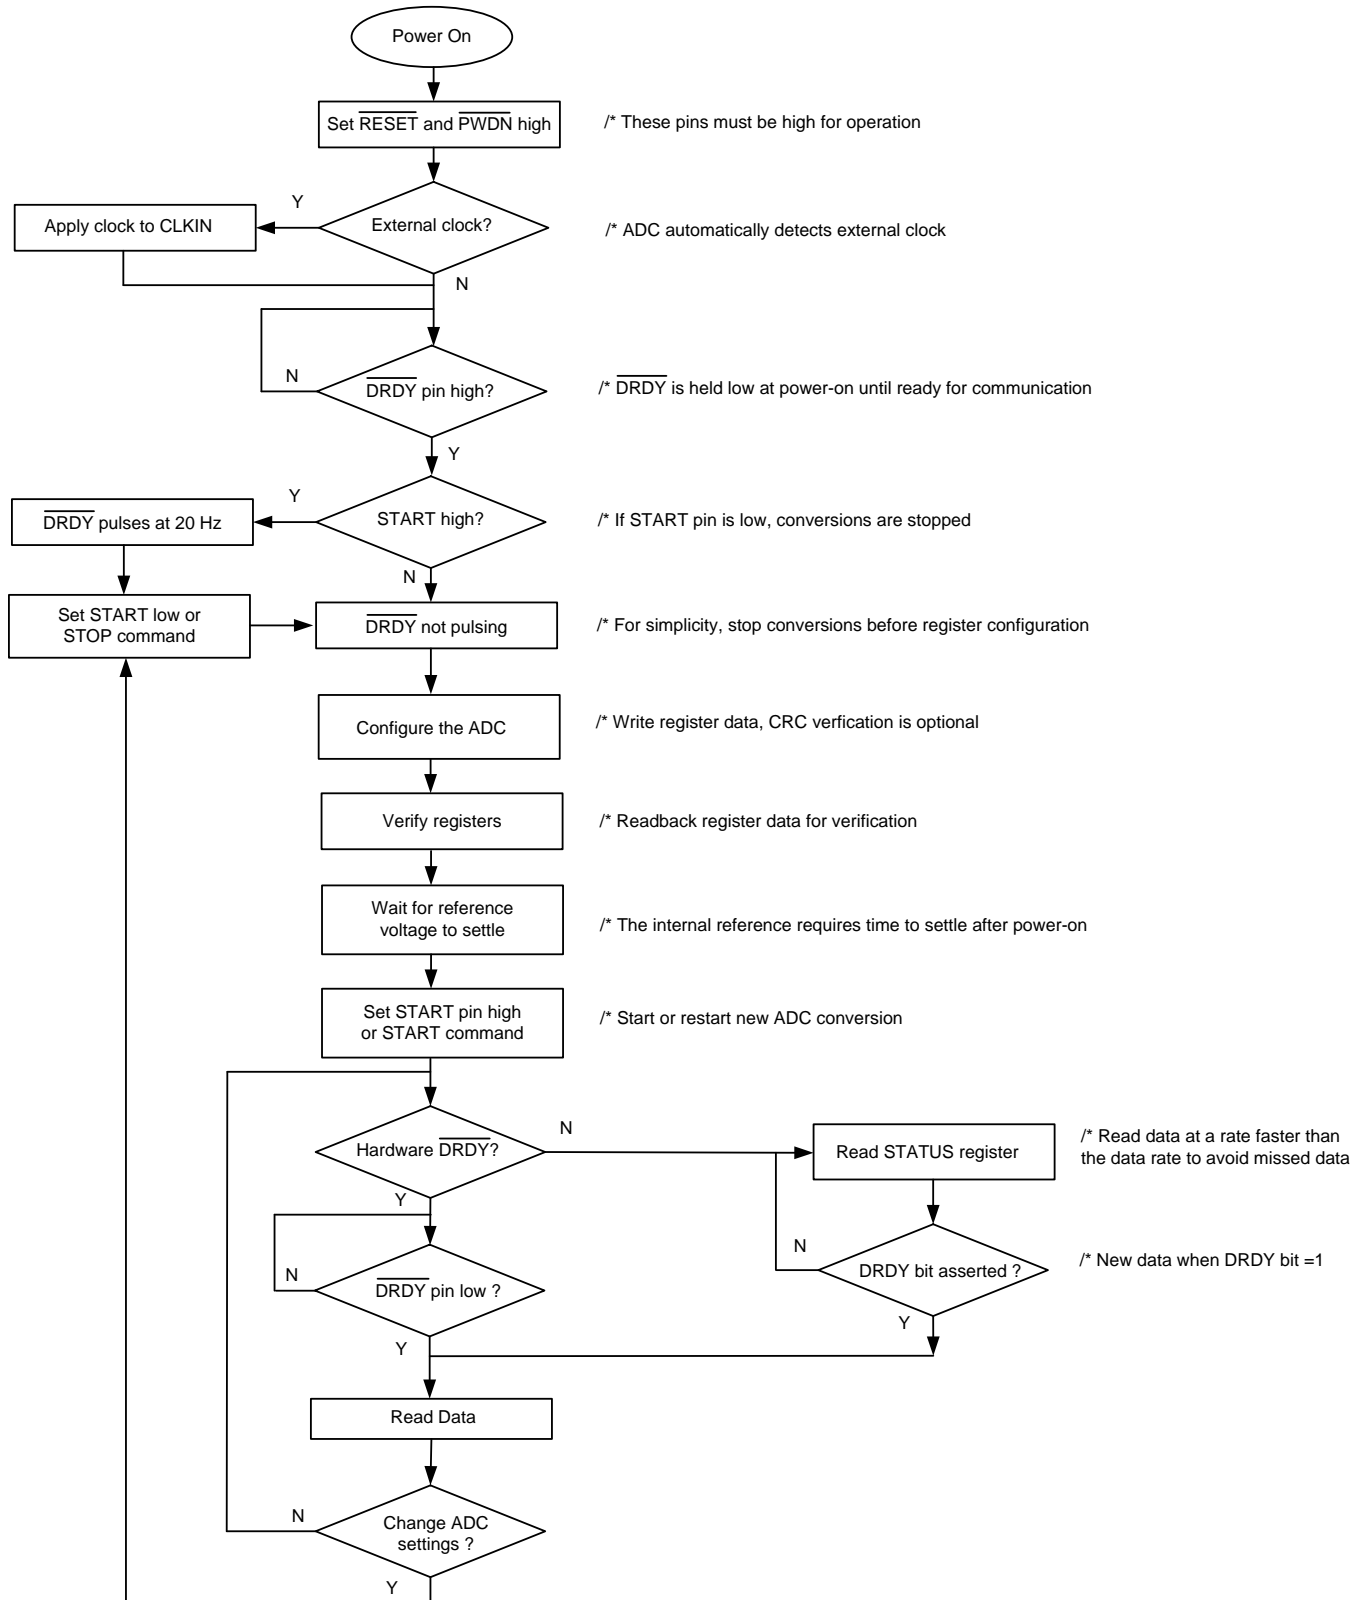 Power On
Set RESET and PWDN high
/* These pins must be high for operation
Y
Apply clock to CLKIN
External clock?
/* ADC automatically detects external clock
N
N
DRDY pin high?
/* DRDY is held low at power-on until ready for communication
Y
Y
DRDY pulses at 20 Hz
START high?
/* If START pin is low, conversions are stopped
N
Set START low or
STOP command
DRDY not pulsing
/* For simplicity, stop conversions before register configuration
Configure the ADC
/* Write register data, CRC verfication is optional
Verify registers
/* Readback register data for verification
Wait for reference
voltage to settle
/* The internal reference requires time to settle after power-on
Set START pin high
or START command
/* Start or restart new ADC conversion
Hardware DRDY?
N
Read STATUS register
/* Read data at a rate faster than
the data rate to avoid missed data
Y
N
DRDY pin low ?
N
DRDY bit asserted ?
/* New data when DRDY bit =1
Y
Y
Read Data
N
Change ADC
settings ?
Y